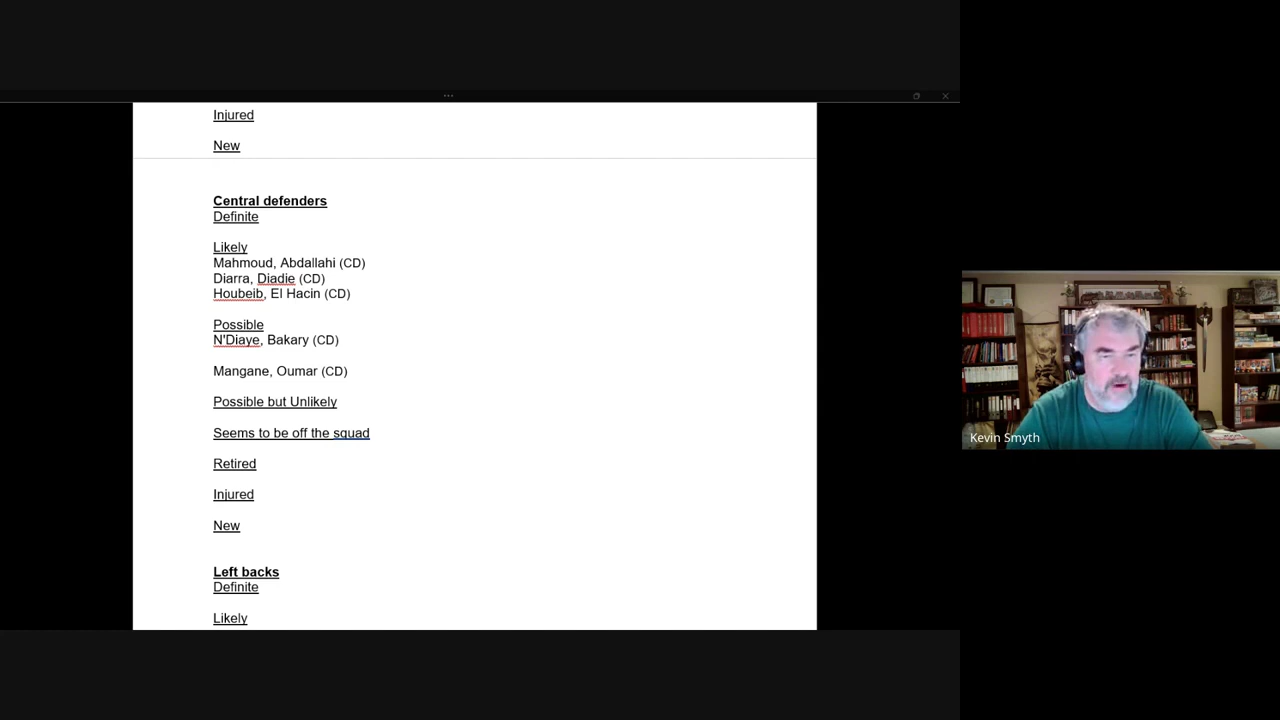 Injured
New
Central defenders
Definite
Likely
Mahmoud, Abdallahi (CD)
Diarra, Diadie (CD)
Houbeib, El Hacin (CD)
Possible
N'Diaye, Bakary (CD)
Mangane, Oumar (CD)
Possible but Unlikely
Seems to be off the squad
Retired
Injured
New
Left backs
Definite
Likely
Kevin Smyth